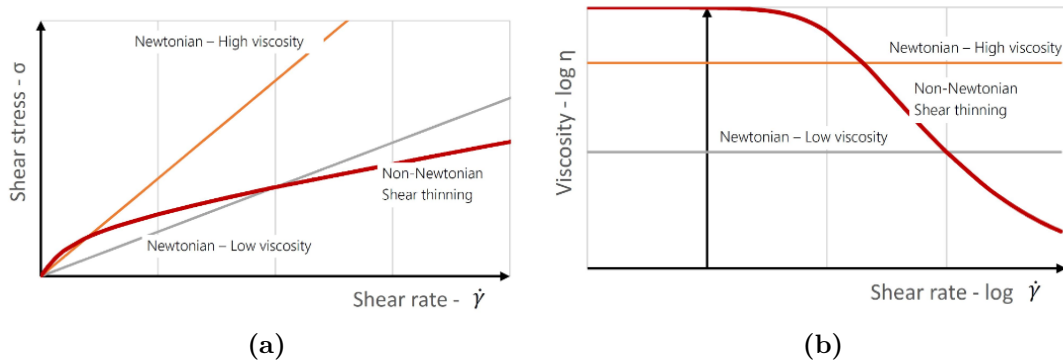 Shear stress - σ
Newtonian – High viscosity
Non-Newtonian
Shear thinning
Newtonian – Low viscosity
Shear rate - γ̇
(a)
Viscosity - log η
Newtonian – High viscosity
Non-Newtonian
Shear thinning
Newtonian – Low viscosity
Shear rate - log γ̇
(b)